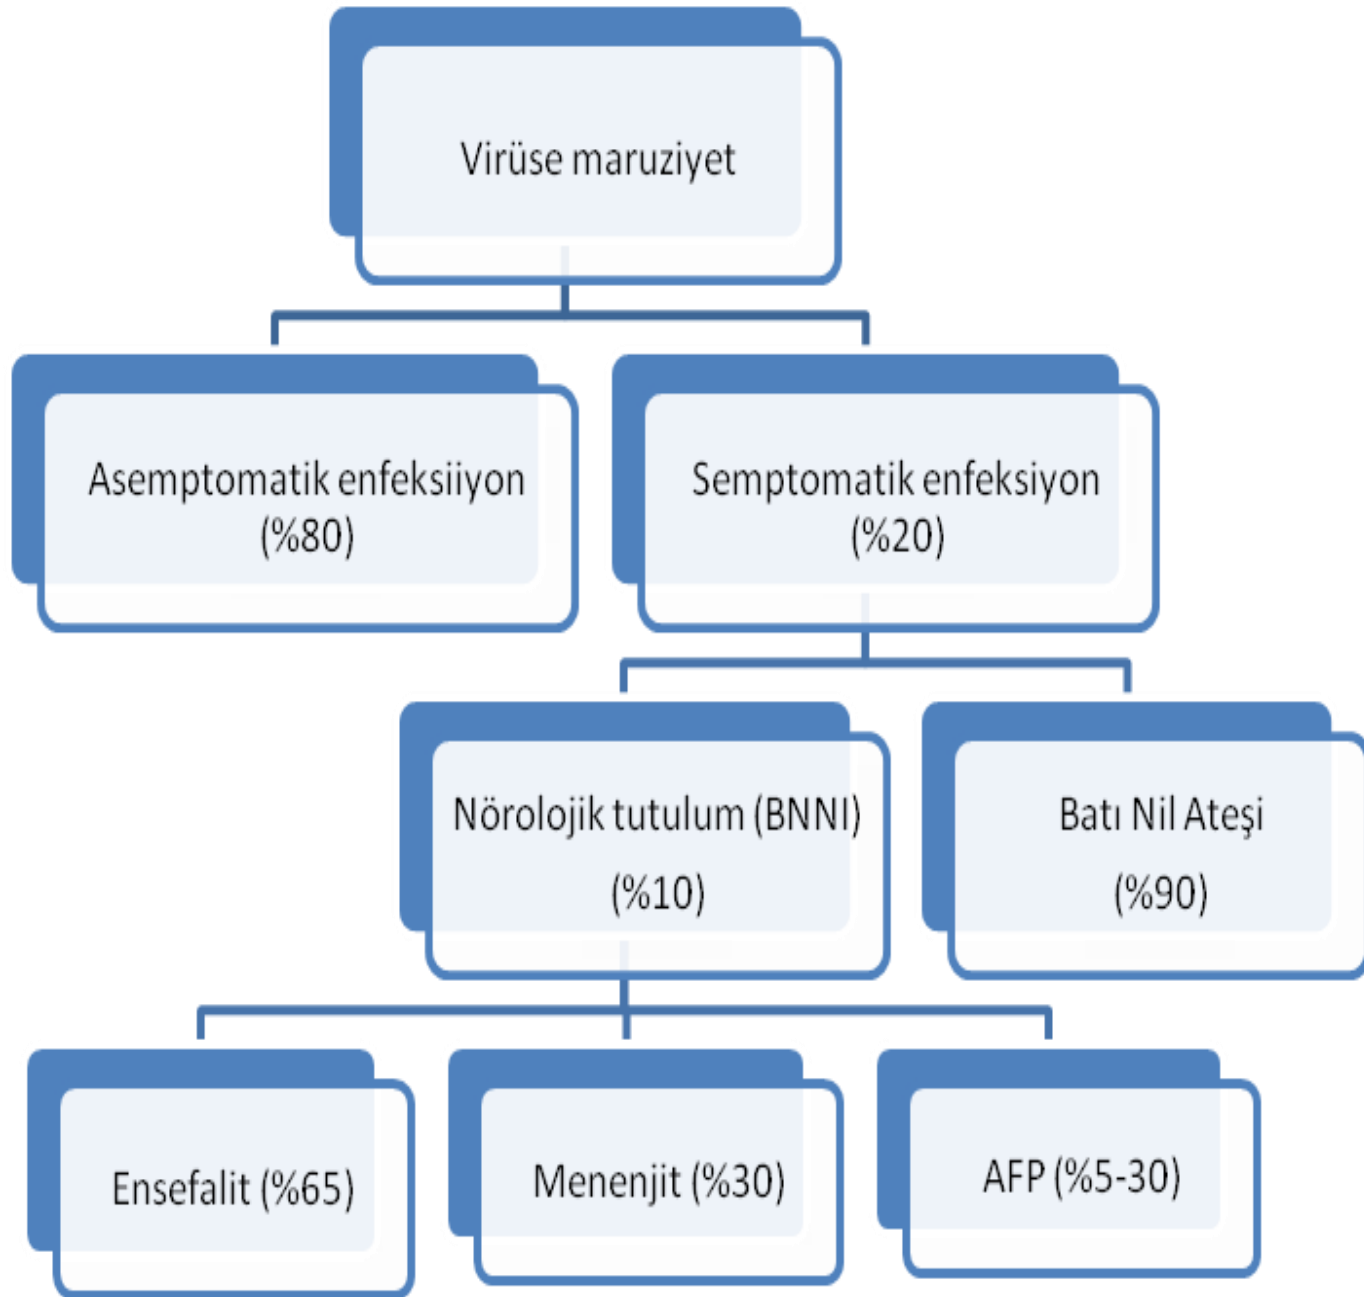 Virüse maruziyet
Asemptomatik enfeksiiyon
(%80)
Semptomatik enfeksiyon
(%20)
Nörolojik tutulum (BNNI)
(%10)
Batı Nil Ateşi
(%90)
Ensefalit (%65)
Menenjit (%30)
AFP (%5-30)